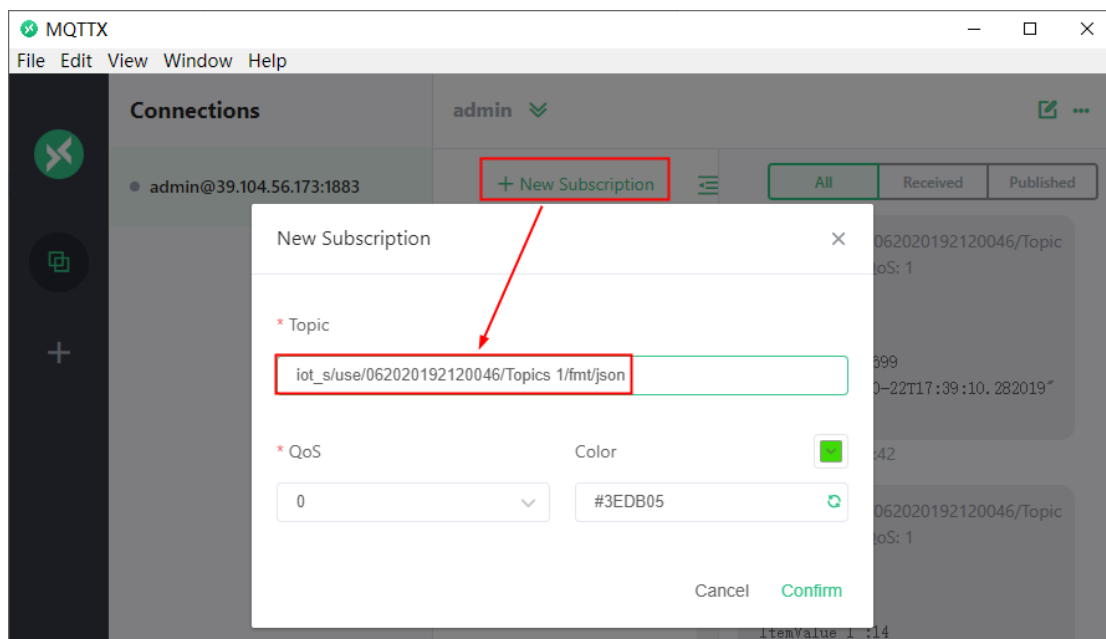 MQTTX
File Edit View Window Help
Connections
admin
admin@39.104.56.173:1883
+ New Subscription
All Received Published
New Subscription
062020192120046/Topic
QoS: 1
* Topic
iot_s/use/062020192120046/Topics 1/fmt/json
699
0-22T17:39:10.282019"
* QoS
Color
:42
0
#3EDB05
062020192120046/Topic
QoS: 1
Cancel Confirm
ItemValue 1 :14